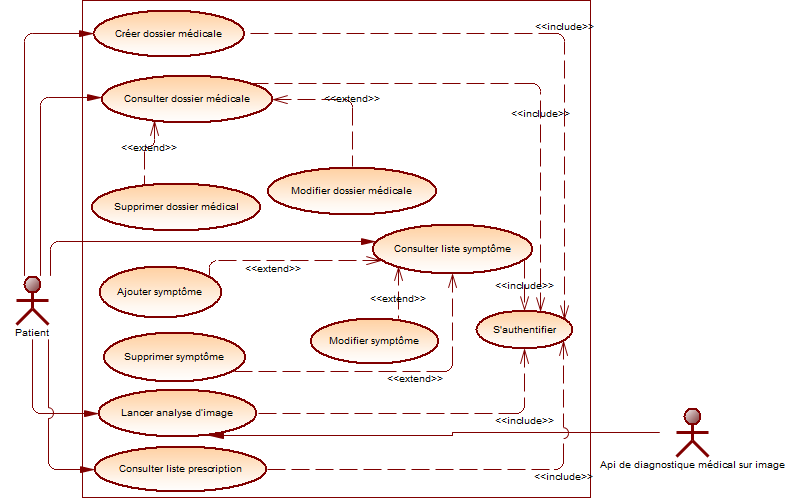 <<include>>
Créer dossier médicale
Consulter dossier médicale
<<extend>>
<<include>>
<<extend>>
Modifier dossier médicale
Supprimer dossier médical
Consulter liste symptôme
<<extend>>
<<include>>
Ajouter symptôme
<<extend>>
Patient
S'authentifier
Modifier symptôme
Supprimer symptôme
<<extend>>
Lancer analyse d'image
<<include>>
Consulter liste prescription
Api de diagnostique médical sur image
<<include>>